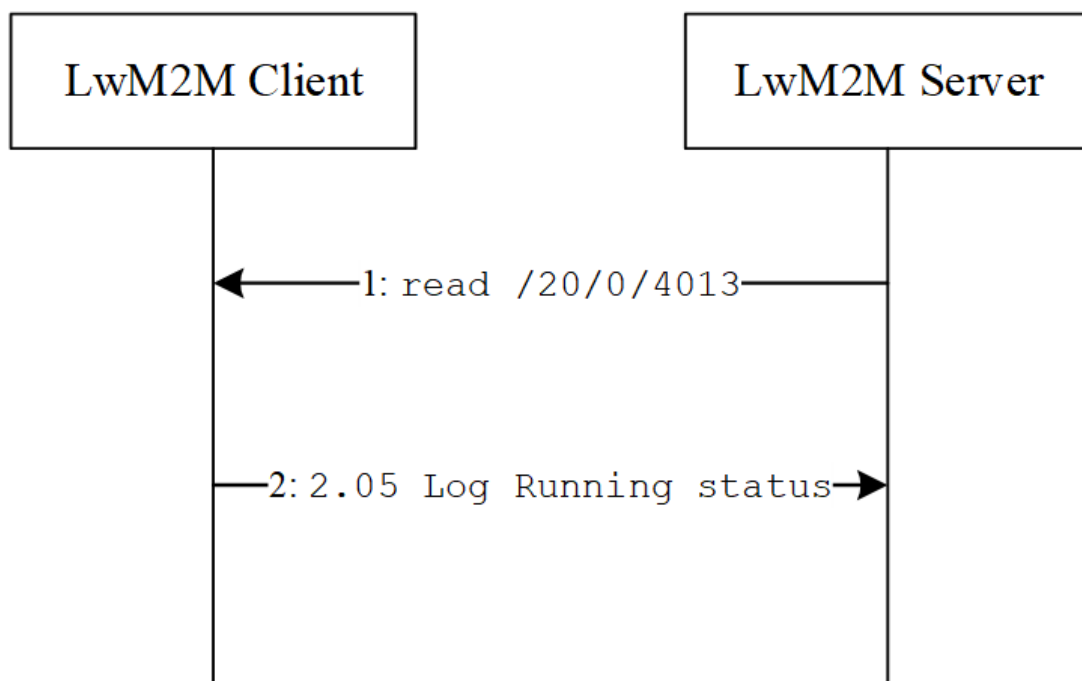 LwM2M Client
LwM2M Server
1: read /20/0/4013
2: 2.05 Log Running status